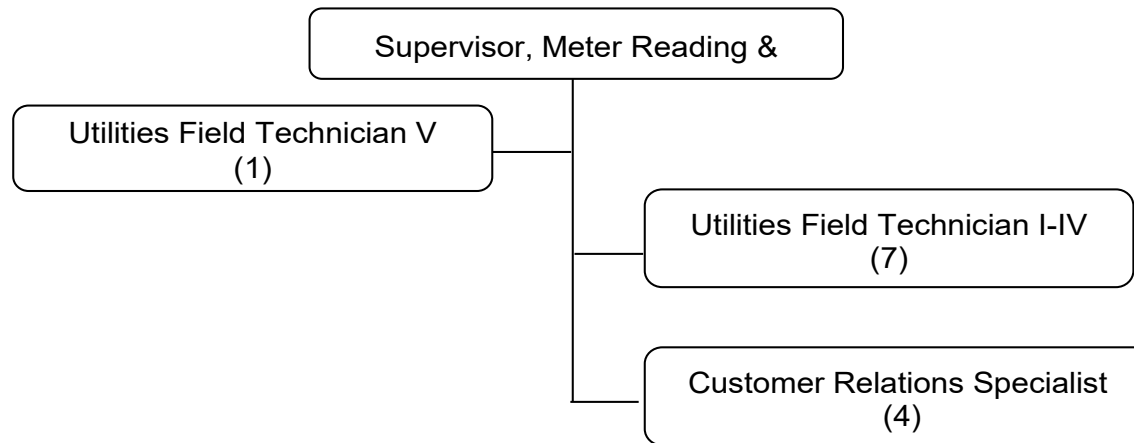 Supervisor, Meter Reading &
Utilities Field Technician V
(1)
Utilities Field Technician I-IV
(7)
Customer Relations Specialist
(4)